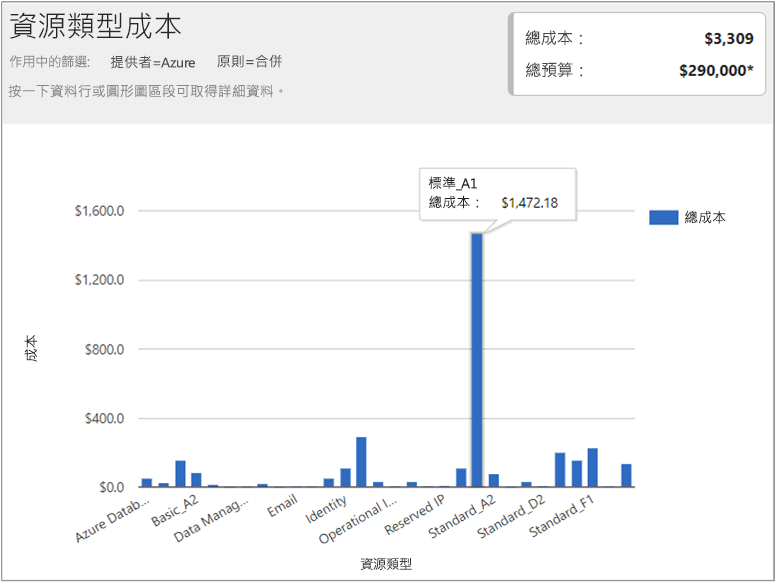 資源類型成本
作用中的篩選: 提供者=Azure 原則=合併
按一下資料行或圓形圖區段可取得詳細資料。
總成本： $3,309
總預算： $290,000*
標準_A1
總成本： $1,472.18
總成本
$1,600.0
$1,200.0
$800.0
$400.0
$0.0
成本
Azure Datab...
Basic_A2
Data Manag...
Email
Identity
Operational I...
Reserved IP
Standard_A2
Standard_D2
Standard_F1
資源類型